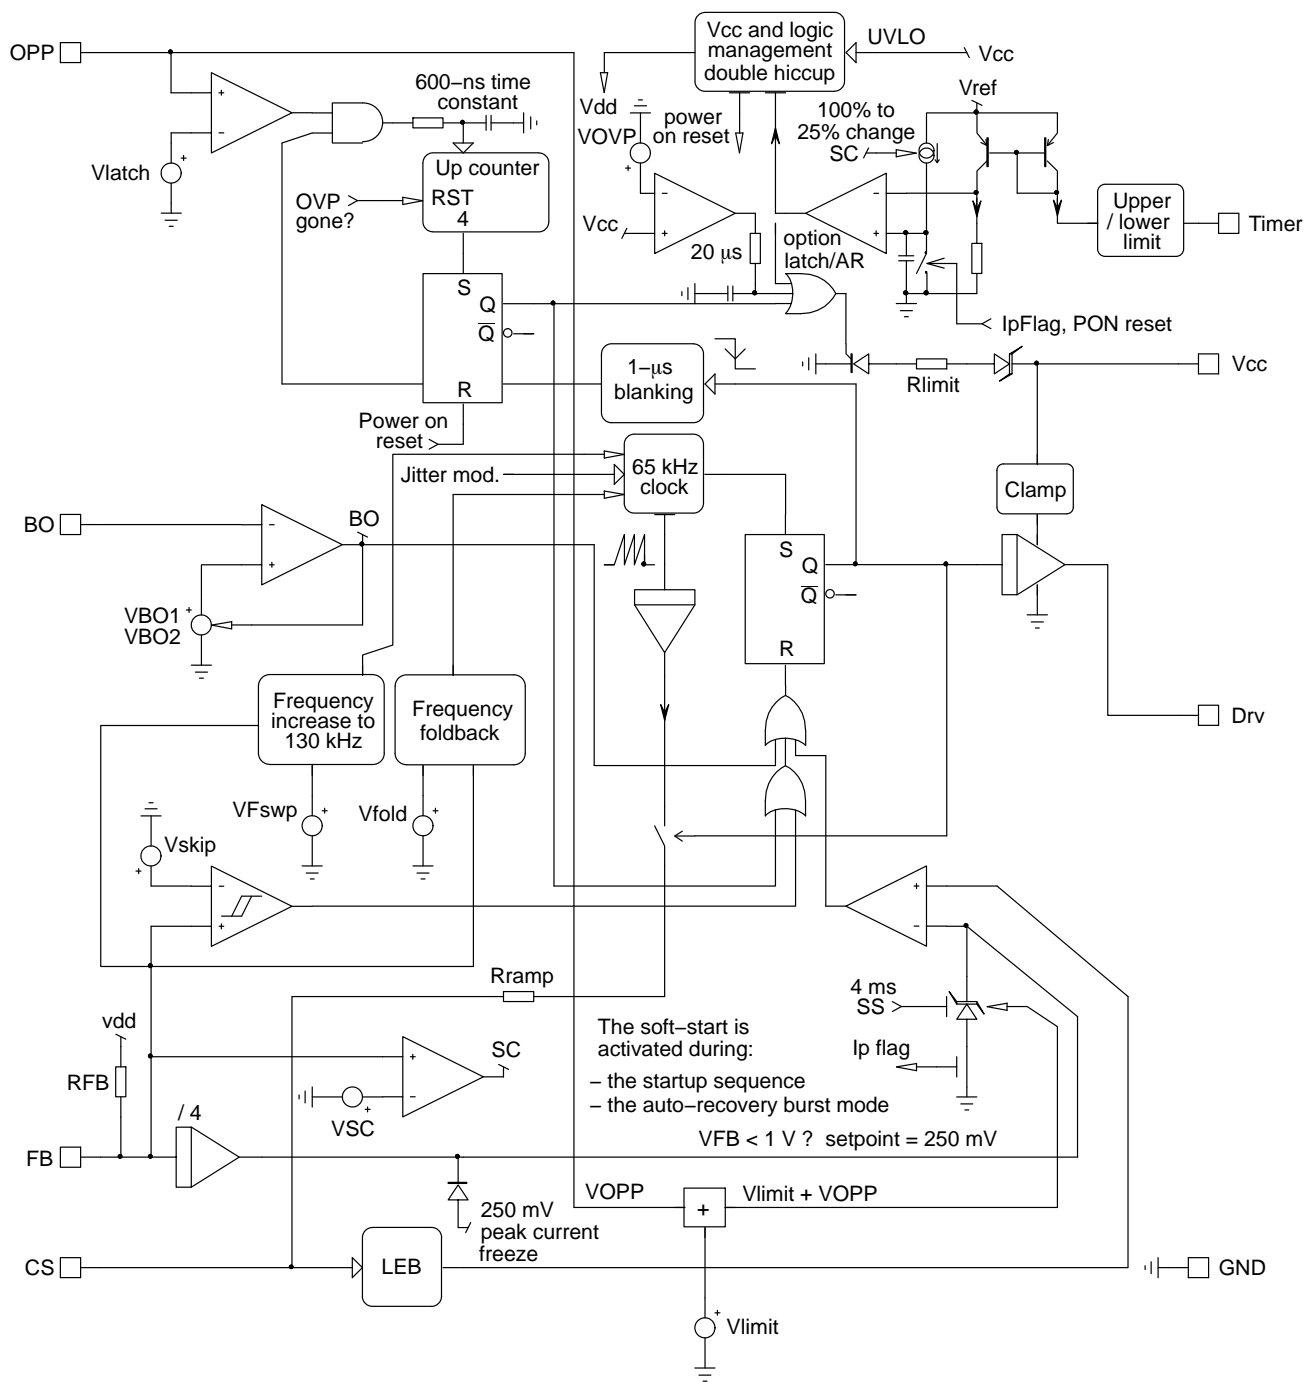 OPP
Vcc and logic
management
double hiccup
UVLO
Vcc
Vdd
power
on reset
Vref
600−ns time
constant
+
−
Vlatch
+
Up counter
RST
4
OVP
gone?
VOVP
+
Vcc
−
+
20 μs
100% to
25% change
SC
−
+
option
latch/AR
Upper
/ lower
limit
Timer
IpFlag, PON reset
S
Q
Q
R
Power on
reset
1−μs
blanking
Rlimit
Vcc
Jitter mod.
65 kHz
clock
Clamp
BO
−
+
BO
VBO1
VBO2
+
S
Q
Q
R
Frequency
increase to
130 kHz
Frequency
foldback
Drv
VFswp
+
Vfold
+
Vskip
+
−
+
+
−
Rramp
4 ms
SS
Ip flag
vdd
RFB
+
−
SC
VSC
+
The soft−start is
activated during:
− the startup sequence
− the auto−recovery burst mode
VFB < 1 V ? setpoint = 250 mV
/ 4
FB
250 mV
peak current
freeze
VOPP
+
Vlimit + VOPP
CS
LEB
GND
+
Vlimit